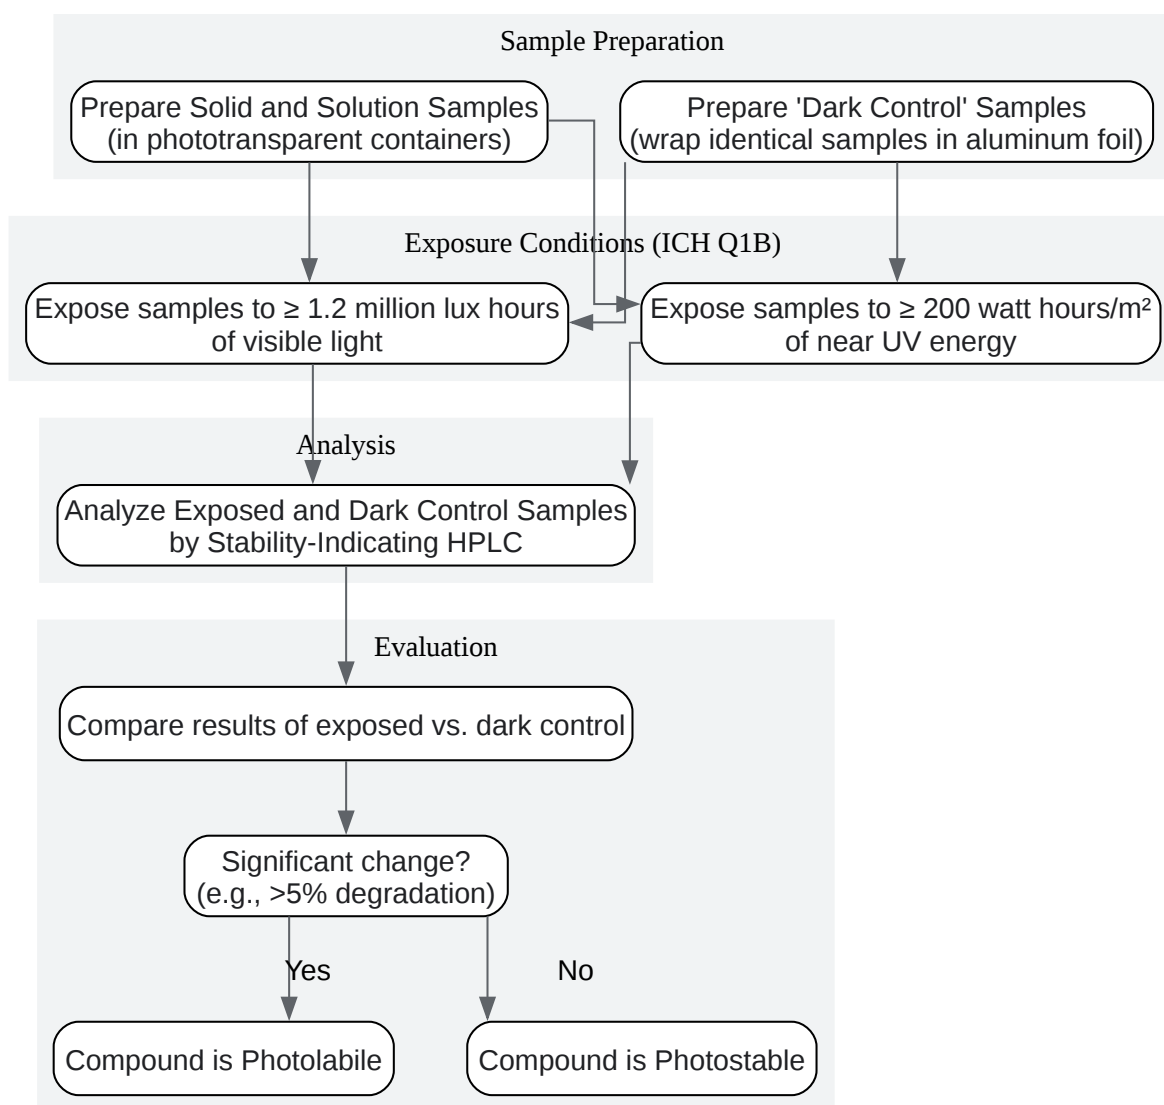 Sample Preparation
Prepare Solid and Solution Samples
(in phototransparent containers)
Prepare 'Dark Control' Samples
(wrap identical samples in aluminum foil)
Exposure Conditions (ICH Q1B)
Expose samples to ≥ 1.2 million lux hours
of visible light
Expose samples to ≥ 200 watt hours/m²
of near UV energy
Analysis
Analyze Exposed and Dark Control Samples
by Stability-Indicating HPLC
Evaluation
Compare results of exposed vs. dark control
Significant change?
(e.g., >5% degradation)
Yes
No
Compound is Photolabile
Compound is Photostable